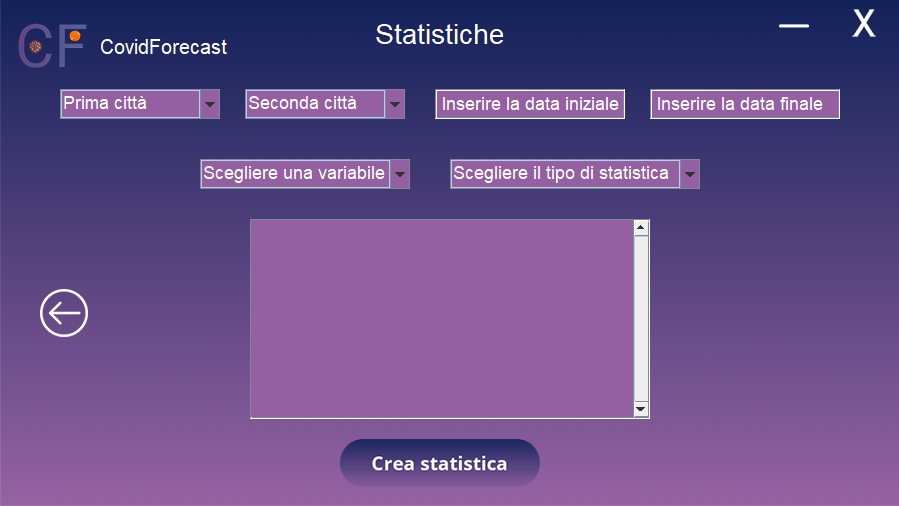 CF
CovidForecast
Statistiche
— X
Prima città
Seconda città
Inserire la data iniziale
Inserire la data finale
Scegliere una variabile
Scegliere il tipo di statistica
Crea statistica